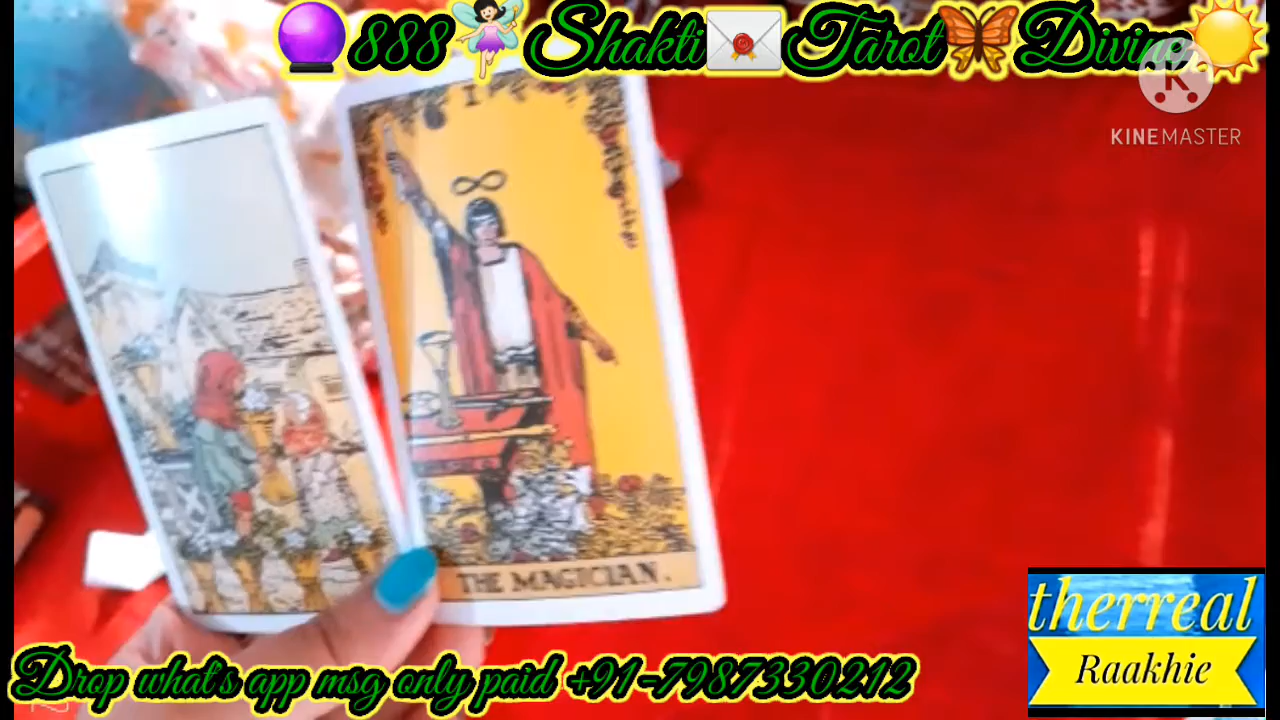 888 Shakti Tarot Divine
KINEMASTER
I
THE MAGICIAN.
therreal
Raakhie
Drop what's app msg only paid +91-7987330212